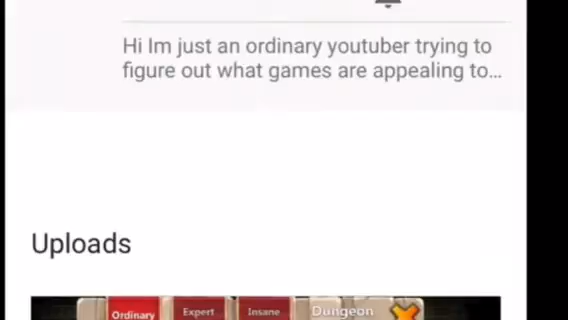 Hi Im just an ordinary youtuber trying to
figure out what games are appealing to...
Uploads
Ordinary Expert Insane Dungeon